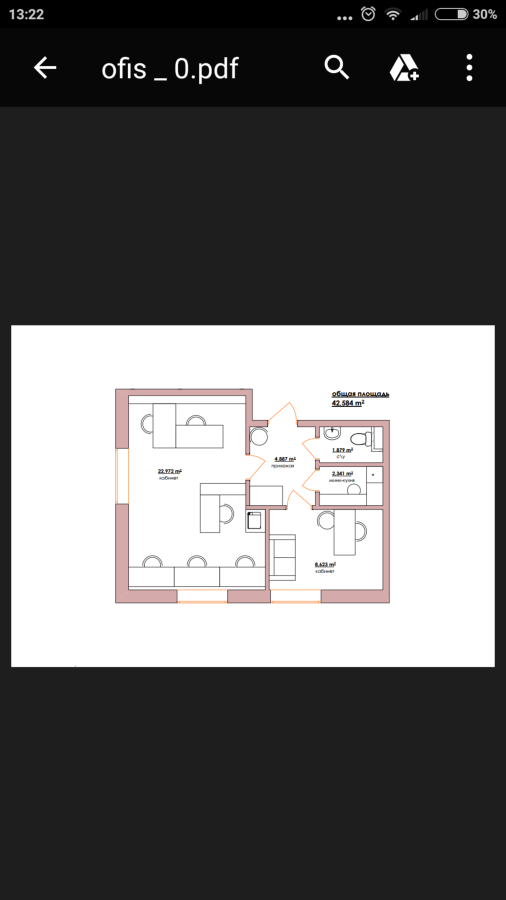 13:22
30%
ofis _ 0.pdf
общая площадь
42.584 m²
1.879 m²
с\у
4.887 m²
прихожая
22.973 m²
кабинет
2.341 m²
мини-кухня
8.623 m²
кабинет